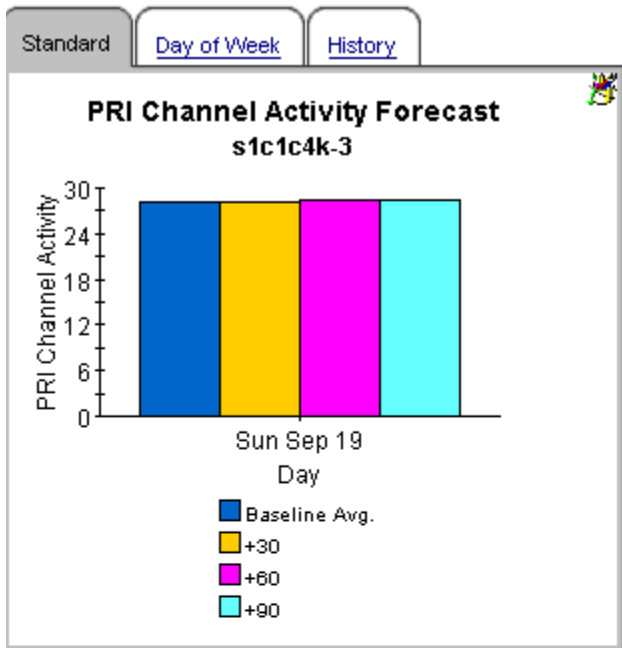 Standard Day of Week History
PRI Channel Activity Forecast
s1c1c4k-3
PRI Channel Activity
30
24
18
12
6
0
Sun Sep 19
Day
Baseline Avg.
+30
+60
+90